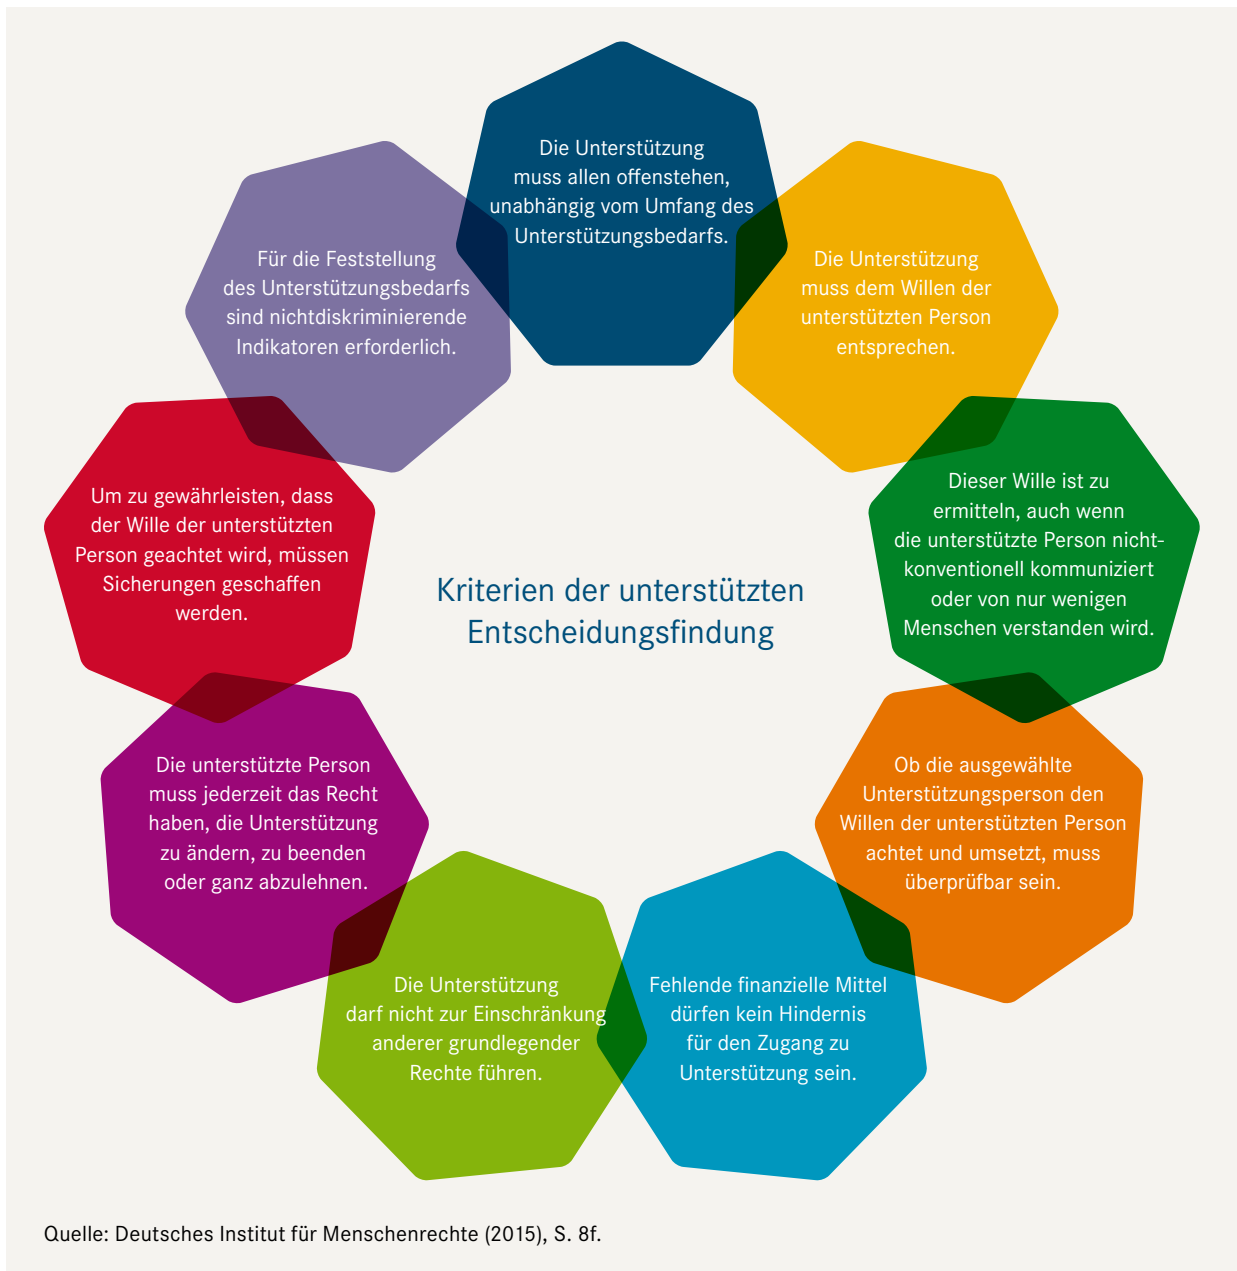 Die Unterstützung
muss allen offenstehen,
unabhängig vom Umfang des
Unterstützungsbedarfs.
Die Unterstützung
muss dem Willen der
unterstützten Person
entsprechen.
Dieser Wille ist zu
ermitteln, auch wenn
die unterstützte Person nicht-
konventionell kommuniziert
oder von nur wenigen
Menschen verstanden wird.
Ob die ausgewählte
Unterstützungsperson den
Willen der unterstützten Person
achtet und umsetzt, muss
überprüfbar sein.
Fehlende finanzielle Mittel
dürfen kein Hindernis
für den Zugang zu
Unterstützung sein.
Die Unterstützung
darf nicht zur Einschränkung
anderer grundlegender
Rechte führen.
Die unterstützte Person
muss jederzeit das Recht
haben, die Unterstützung
zu ändern, zu beenden
oder ganz abzulehnen.
Um zu gewährleisten, dass
der Wille der unterstützten
Person geachtet wird, müssen
Sicherungen geschaffen
werden.
Für die Feststellung
des Unterstützungsbedarfs
sind nichtdiskriminierende
Indikatoren erforderlich.
Kriterien der unterstützten
Entscheidungsfindung
Quelle: Deutsches Institut für Menschenrechte (2015), S. 8f.